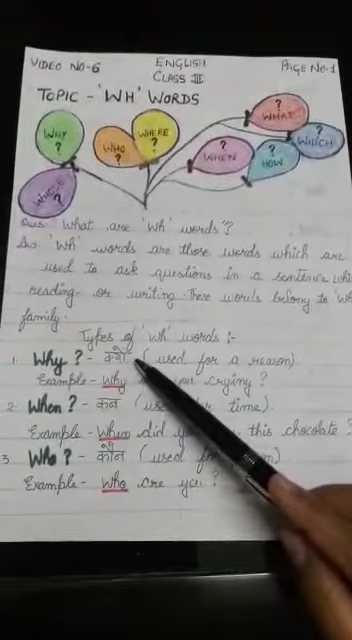 VIDEO NO-6 ENGLISH PAGE NO.1
CLASS III
TOPIC - 'WH' WORDS
WHY ?
WHO ?
WHERE ?
WHAT ?
WHICH ?
WHEN ?
HOW ?
WHOSE ?
Ques: What are 'Wh' words"?
Ans 'Wh' words are those words which are
used to ask questions in a sentence
reading or writing. These words belong to
family.
Types of 'Wh' words :-
1. Why ? - क्यों (used for a reason)
Example - Why you crying ?
2. When ? - कब time).
Example - When did this chocolate ?
3. Who ? - कौन (used
Example - Who are you ?